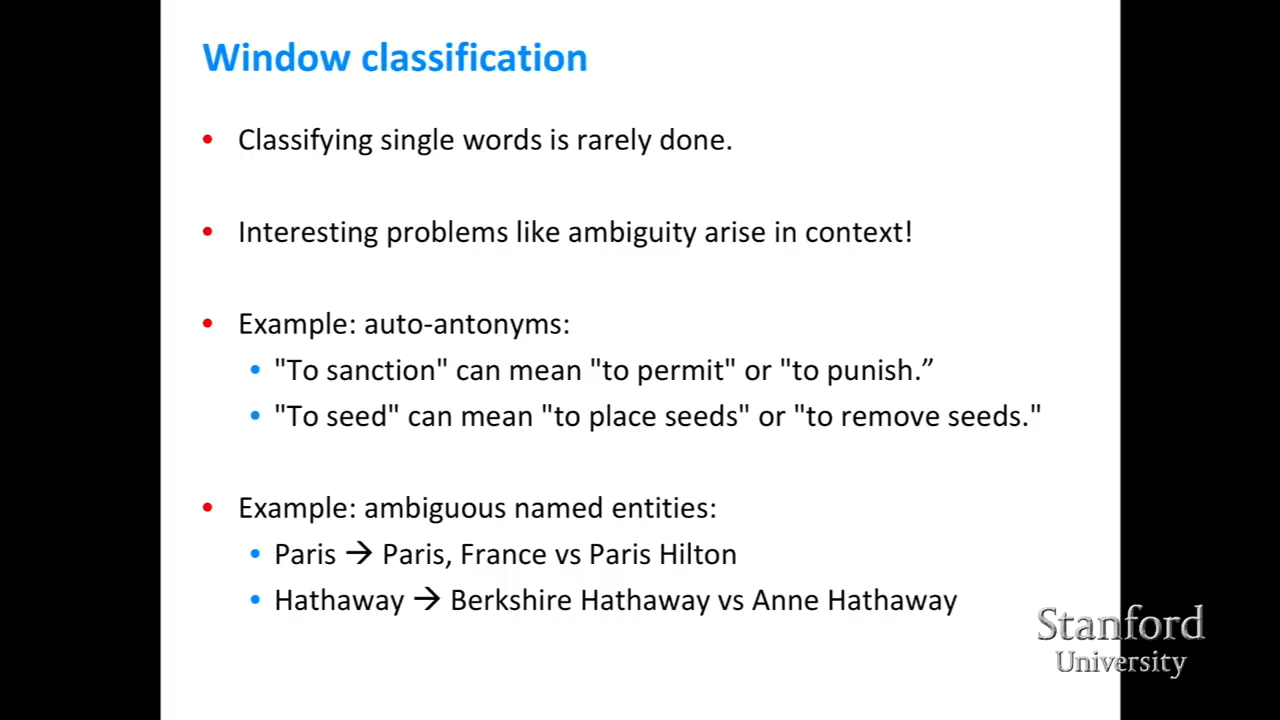 Window classification
• Classifying single words is rarely done.
• Interesting problems like ambiguity arise in context!
• Example: auto-antonyms:
• "To sanction" can mean "to permit" or "to punish.”
• "To seed" can mean "to place seeds" or "to remove seeds."
• Example: ambiguous named entities:
• Paris → Paris, France vs Paris Hilton
• Hathaway → Berkshire Hathaway vs Anne Hathaway
Stanford
University